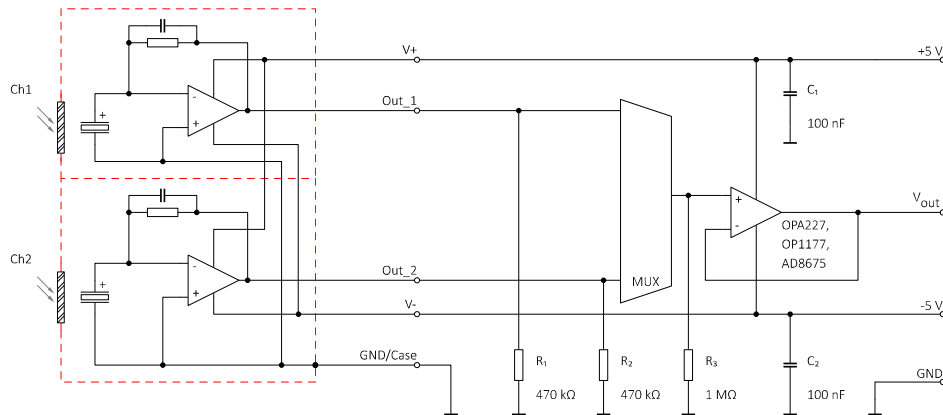 V+
+5 V
Ch1
+
-
+
Out_1
C₁
100 nF
Ch2
+
-
+
Out_2
MUX
+
-
OPA227,
OP1177,
AD8675
Vout
V-
-5 V
GND/Case
R₁
470 kΩ
R₂
470 kΩ
R₃
1 MΩ
C₂
100 nF
GND